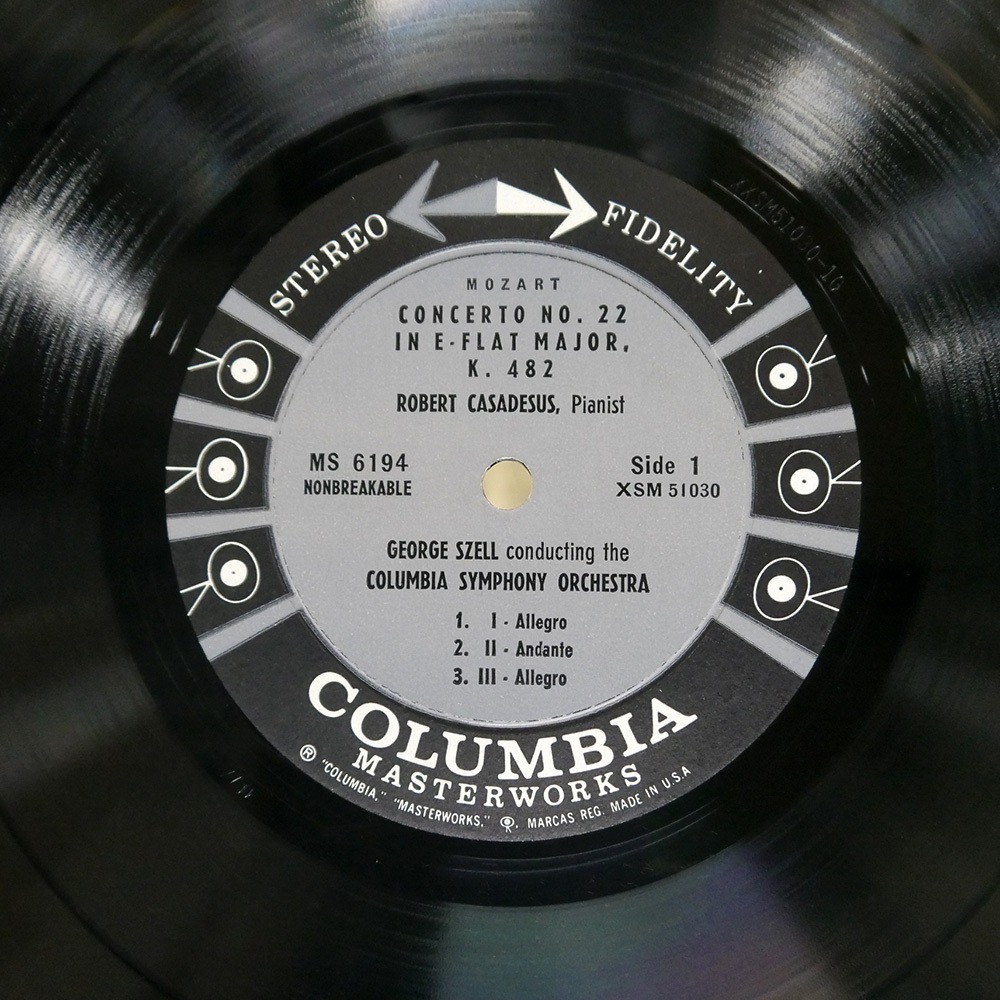 STEREO FIDELITY
MOZART
CONCERTO NO. 22
IN E-FLAT MAJOR,
K. 482
ROBERT CASADESUS, Pianist
MS 6194
NONBREAKABLE
Side 1
XSM 51030
GEORGE SZELL conducting the
COLUMBIA SYMPHONY ORCHESTRA
1. I - Allegro
2. II - Andante
3. III - Allegro
COLUMBIA
MASTERWORKS
® "COLUMBIA," "MASTERWORKS," MARCAS REG. MADE IN U.S.A